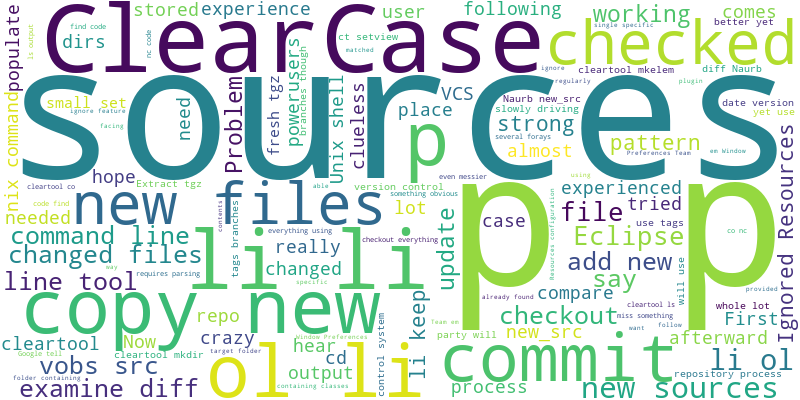 populate
is output
find code
nc code
dirs
stored
ClearCase
experience
ct setview
matched
user
following
working
single specific
comes
better yet
checked
ignore
regularly
cleartool mkelem
diff Naurb
plugin
Unix command
small set
ignore feature
facing
need
sources
Problem
fresh tgz
powerusers
branches though
Unix shell
clueless
place
VCS
strong
Naurb new_src
slowly driving
several forays
almost
pattern
Preferences Team
date version
yet use
em Window
Extract tgz
version control
able
something obvious
even messier
using
hope
cleartool co
code find
needed
new files
contents
tags branches
lot
p
p
p
case
experienced
tried
file
use tags
co nc
Ignored Resources
command line
changed files
everything using
checkout everything
really
way
requires parsing
li
li
changed
specific
update
Eclipse
add new
Resources configuration
say
will use
provided
line tool
copy new
repo
hear
control system
li keep
already found
compare
cleartool ls
miss something
whole lot
First
cleartool
Now
crazy
Window Preferences
Team em
checkout
new_src
want
follow
afterward
Google tell
cleartool mkdir
target folder
cd
party will
vobs src
folder containing
output
ol
li
commit
li ol
repository process
examine diff
containing classes
process
new sources